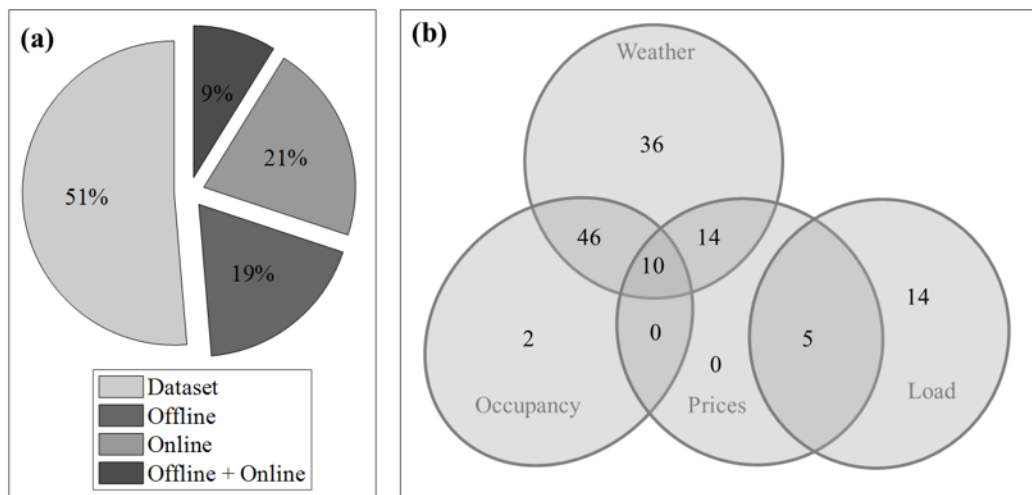 (a)
9%
21%
51%
19%
Dataset
Offline
Online
Offline + Online
(b)
Weather
36
46
14
10
14
2
0
5
0
Occupancy
Prices
Load